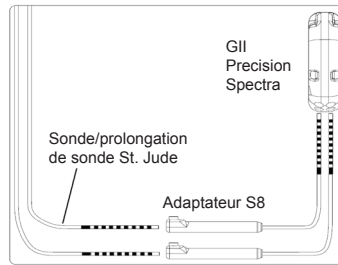 GII
Precision
Spectra
Sonde/prolongation
de sonde St. Jude
Adaptateur S8